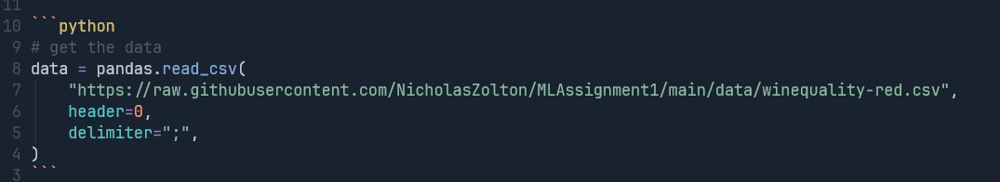 11
10 ```python
9 # get the data
8 data = pandas.read_csv(
7 "https://raw.githubusercontent.com/NicholasZolton/MLAssignment1/main/data/winequality-red.csv",
6 header=0,
5 delimiter=";",
4 )
3 ```